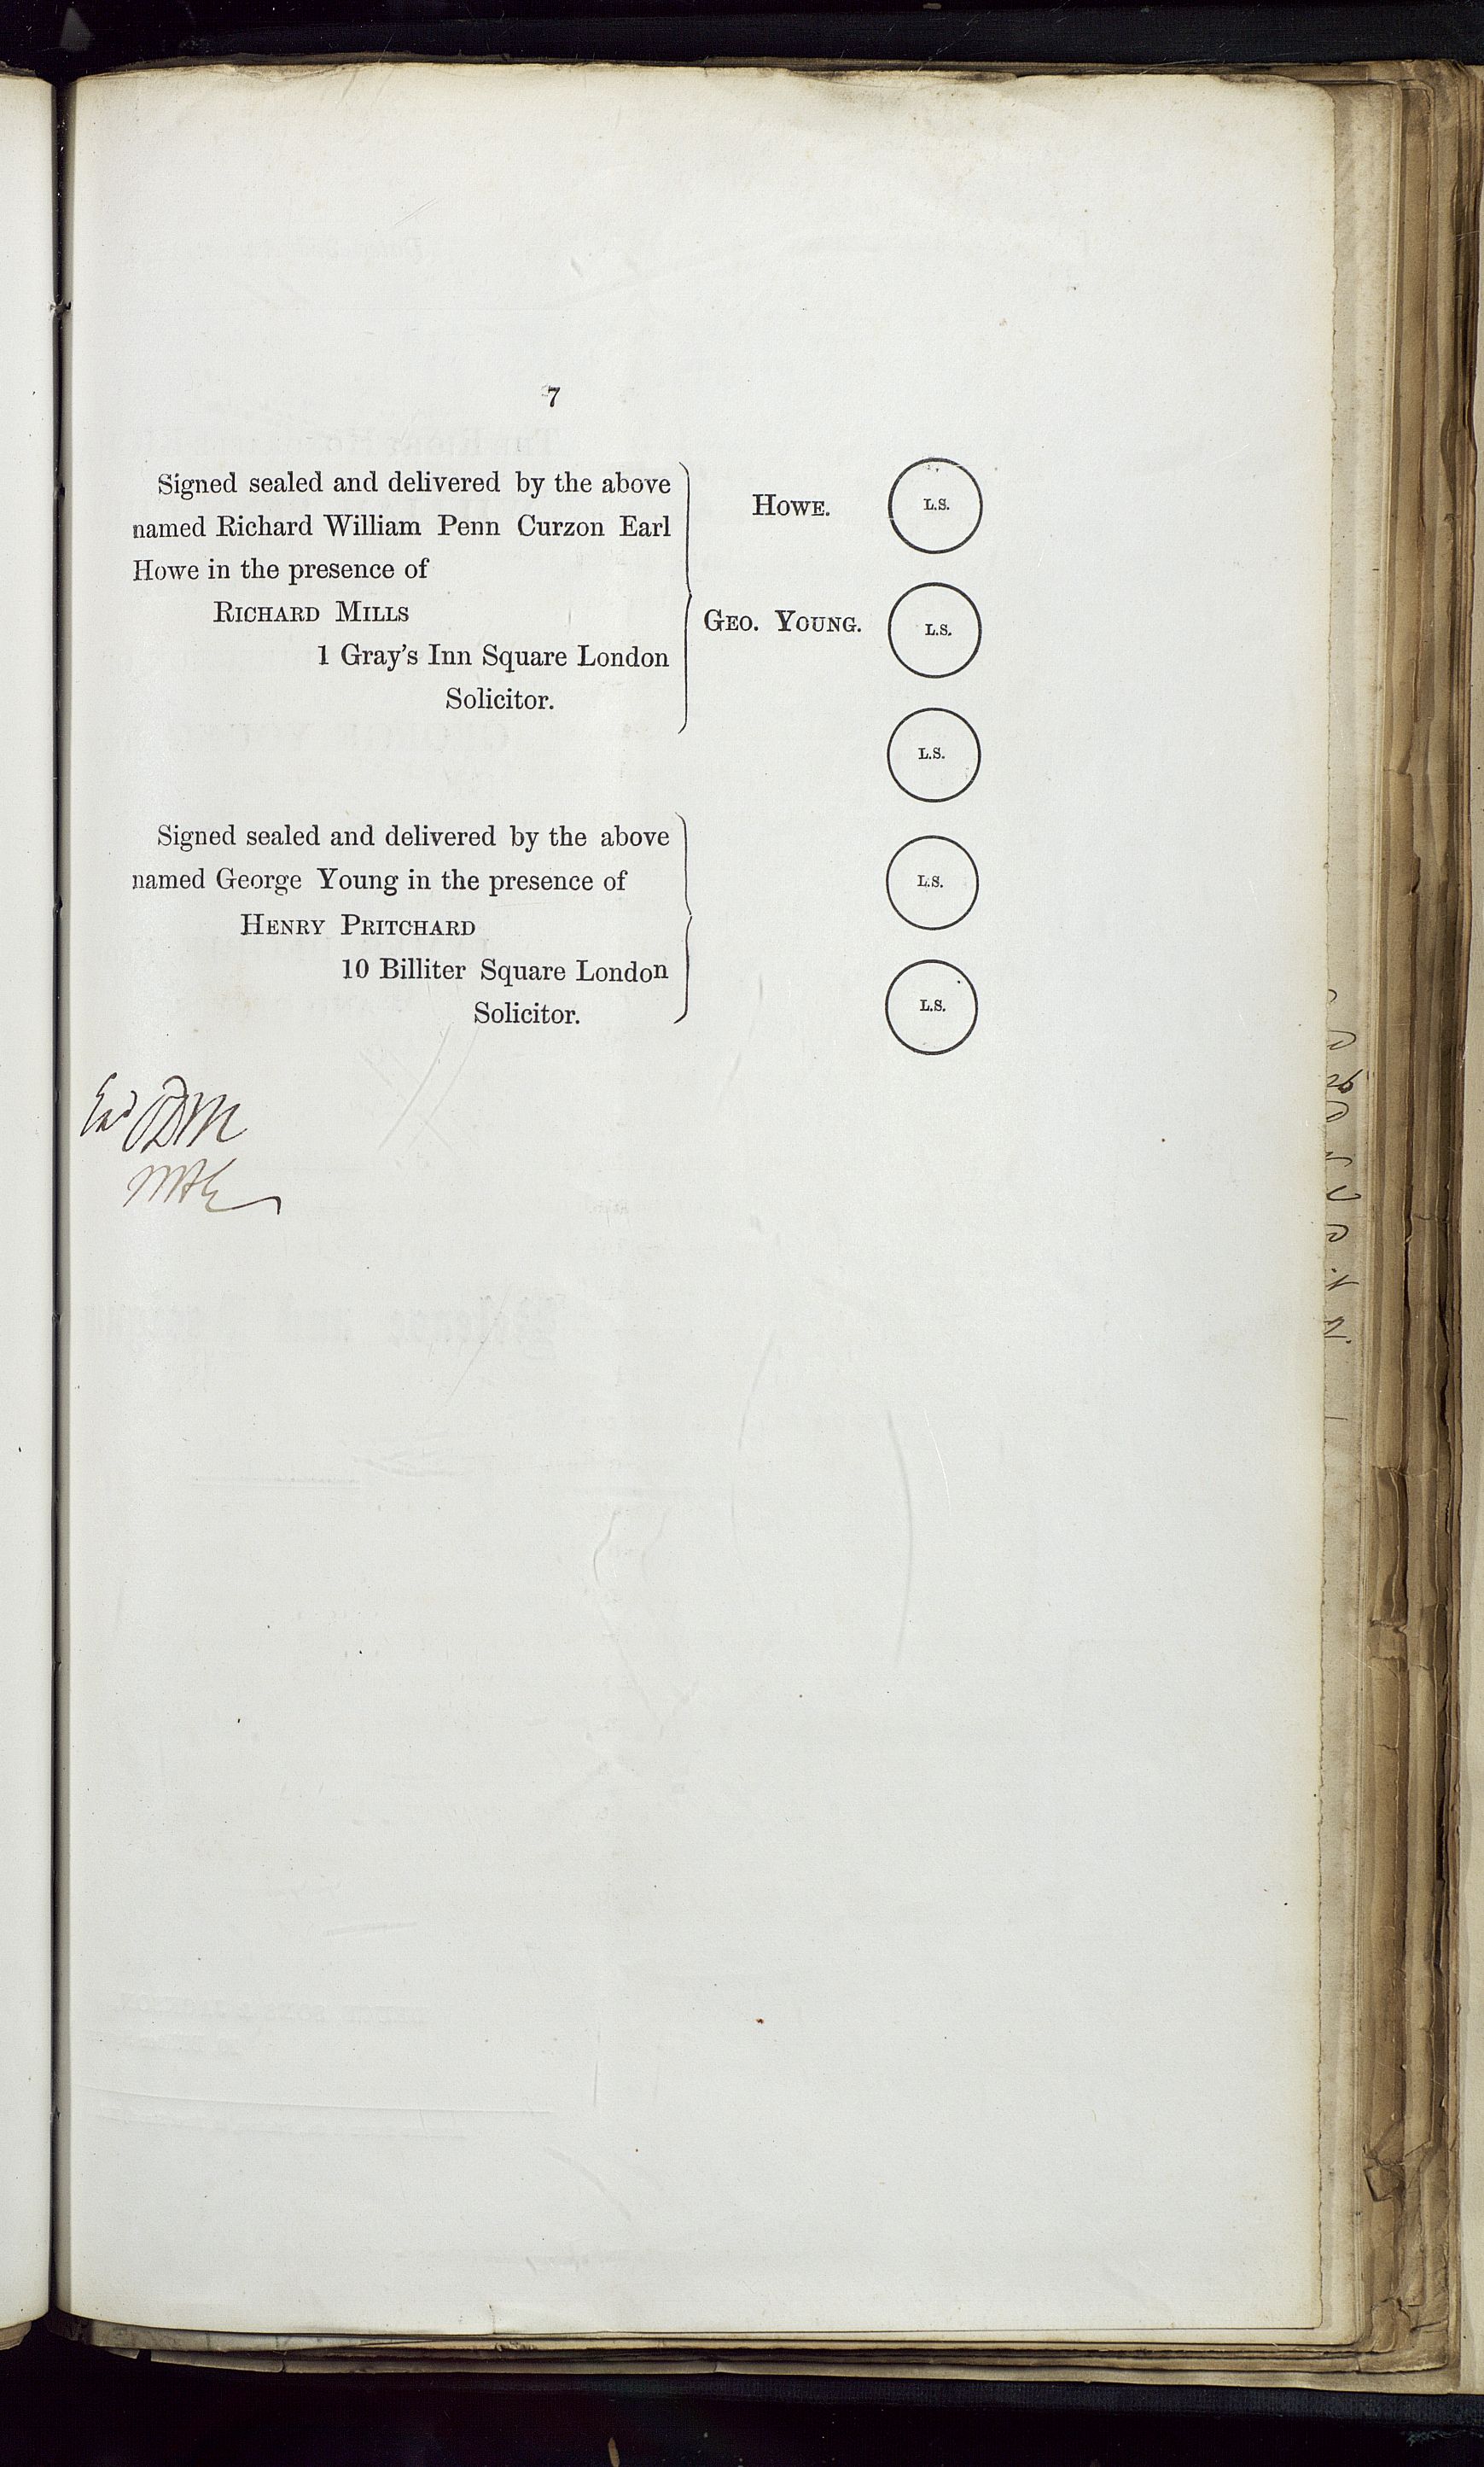 7
Signed sealed and delivered by the above
named Richard William Penn Curzon Earl
Howe in the presence of
RICHARD MILLS
1 Gray's Inn Square London
Solicitor.
HOWE. L.S.
GEO. YOUNG. L.S.
L.S.
Signed sealed and delivered by the above
named George Young in the presence of
HENRY PRITCHARD
10 Billiter Square London
Solicitor.
L.S.
L.S.